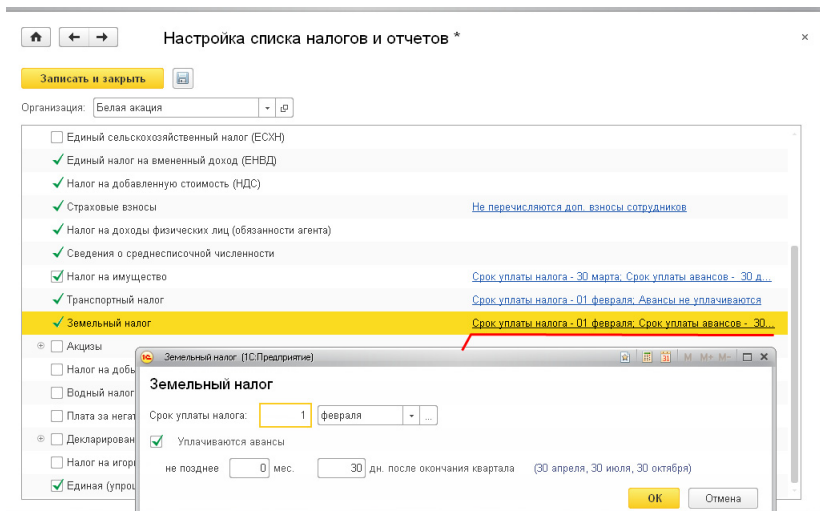 Настройка списка налогов и отчетов *
Записать и закрыть
Организация: Белая акация
Единый сельскохозяйственный налог (ЕСХН)
Единый налог на вмененный доход (ЕНВД)
Налог на добавленную стоимость (НДС)
Страховые взносы Не перечисляются доп. взносы сотрудников
Налог на доходы физических лиц (обязанности агента)
Сведения о среднесписочной численности
Налог на имущество Срок уплаты налога - 30 марта; Срок уплаты авансов - 30 д...
Транспортный налог Срок уплаты налога - 01 февраля; Авансы не уплачиваются
Земельный налог Срок уплаты налога - 01 февраля; Срок уплаты авансов - 30...
Акцизы
Налог на добы
Водный налог
Плата за негат
Декларирован
Налог на игор
Единая (упрощ
Земельный налог (1С:Предприятие) M M+ M-
Земельный налог
Срок уплаты налога: 1 февраля ...
Уплачиваются авансы
не позднее 0 мес. 30 дн. после окончания квартала (30 апреля, 30 июля, 30 октября)
ОК Отмена